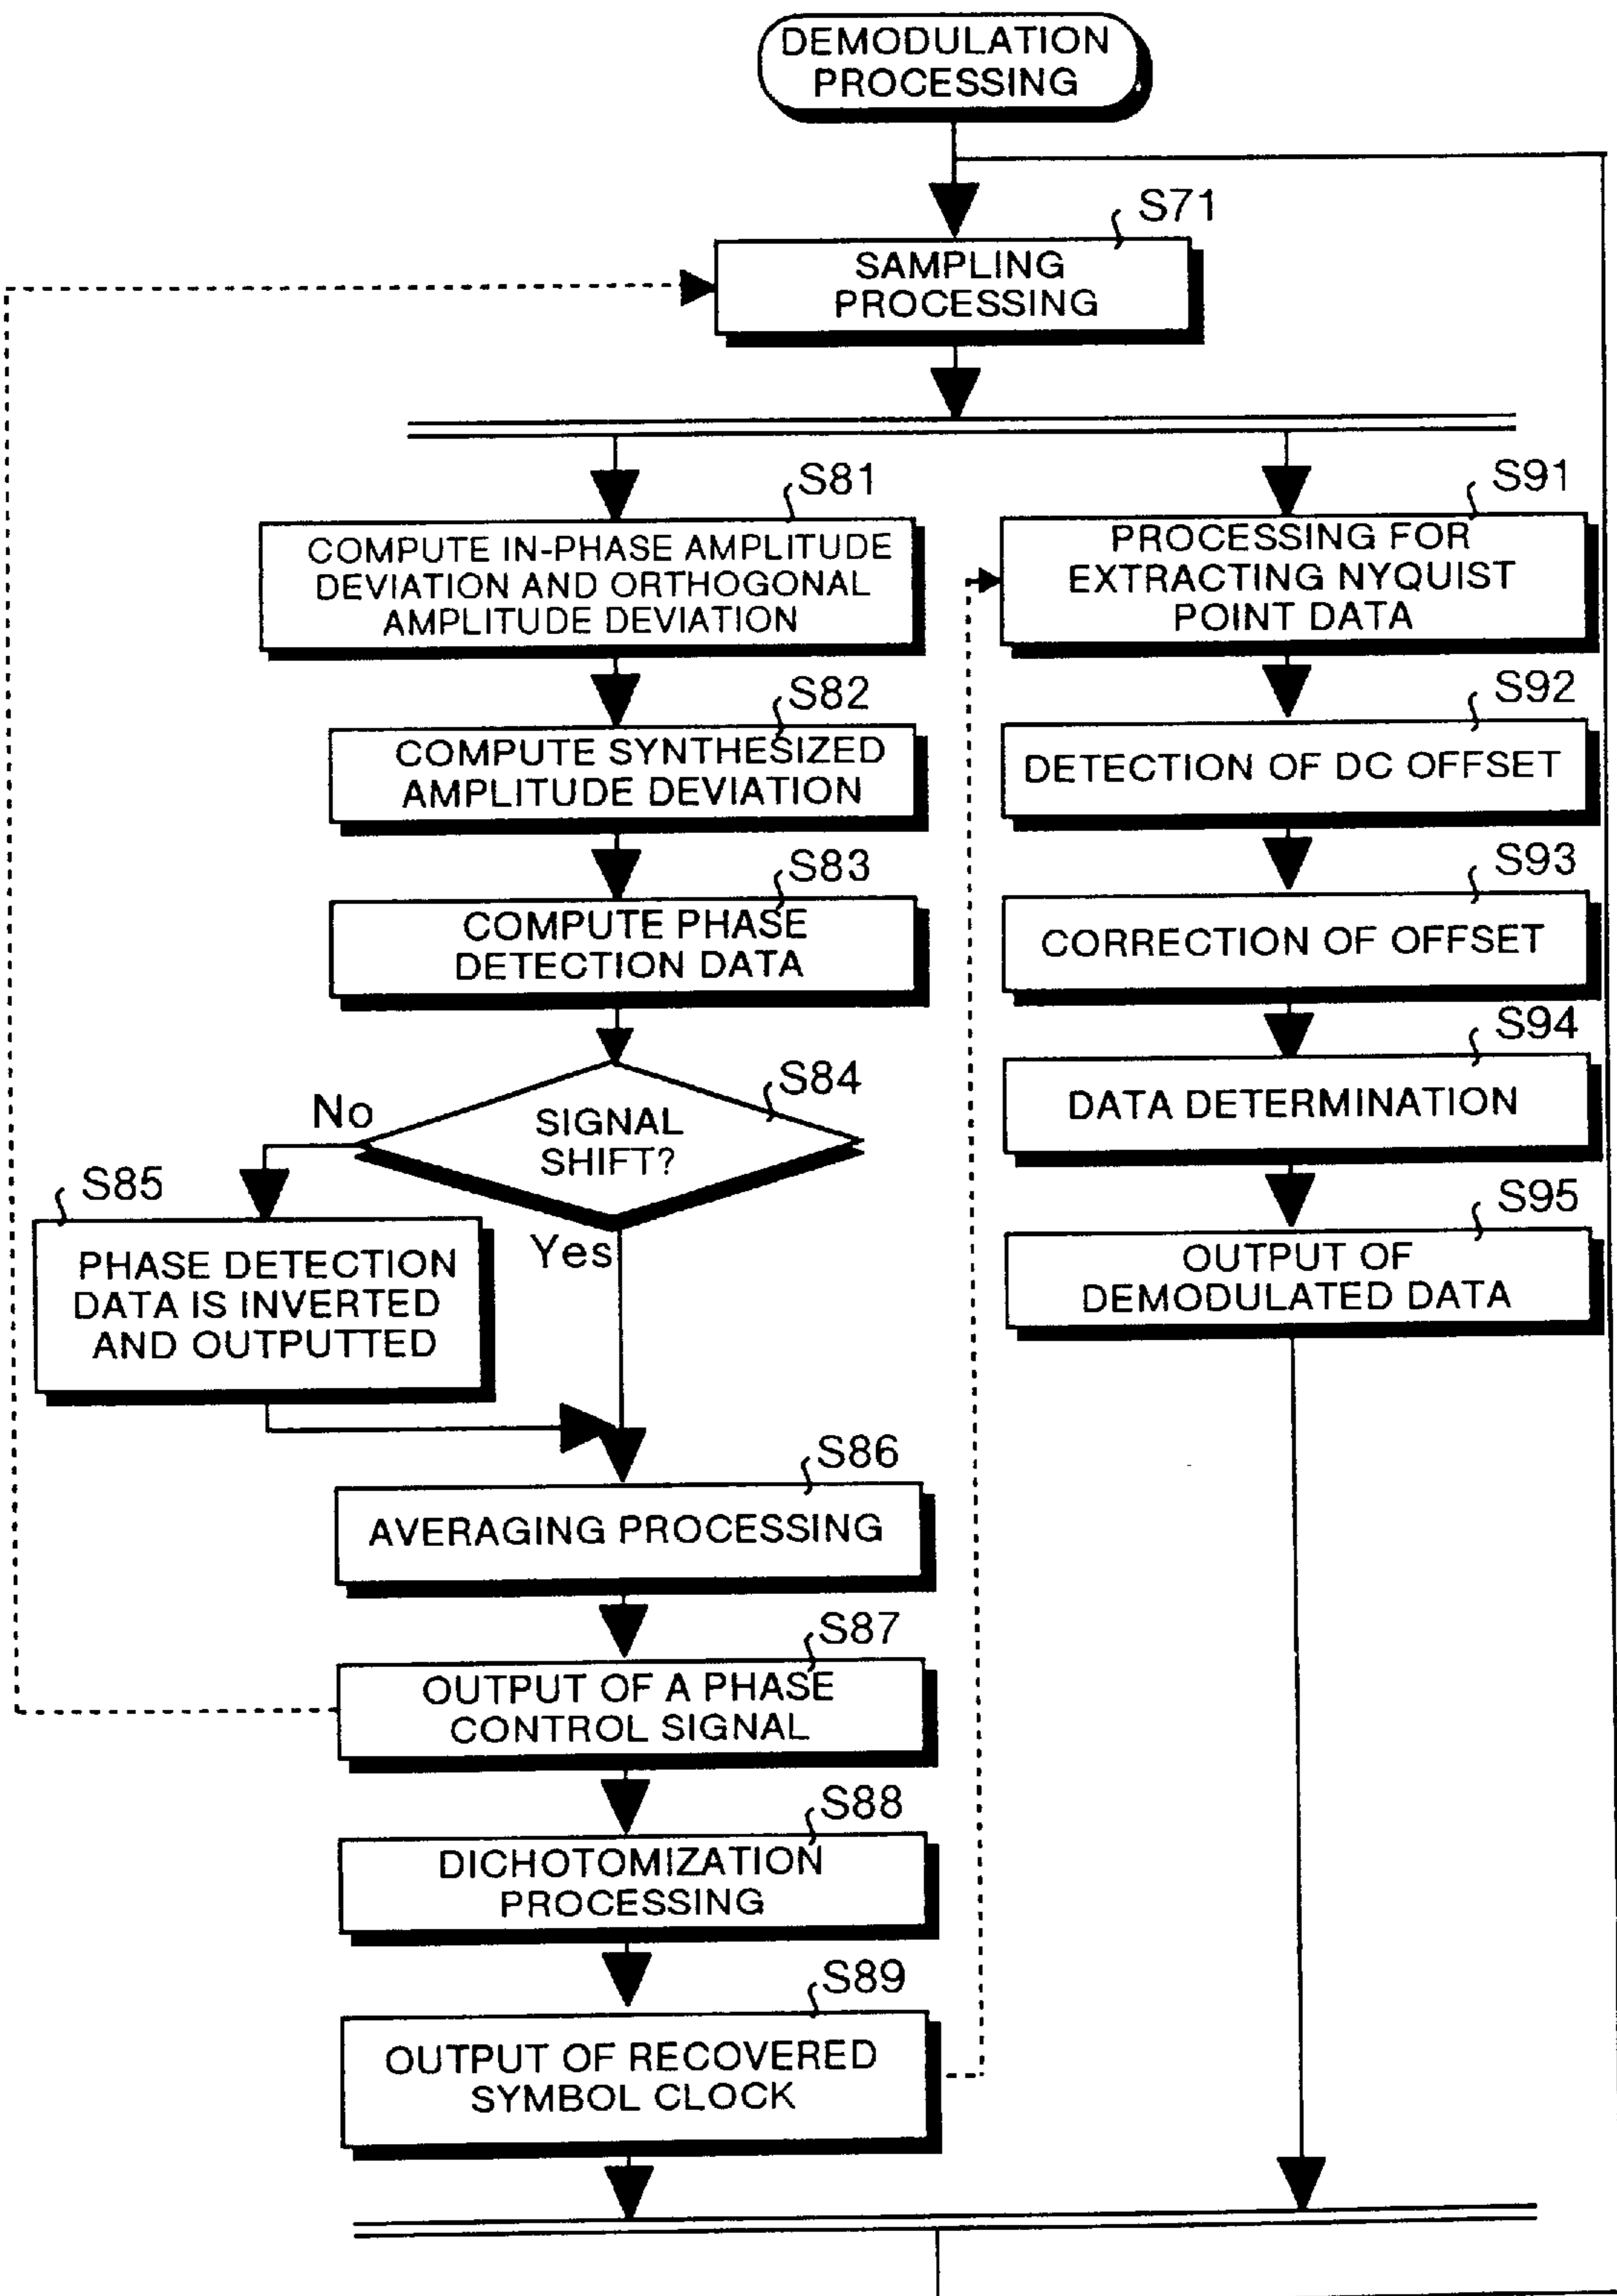 DEMODULATION
PROCESSING
S71
SAMPLING
PROCESSING
S81
COMPUTE IN-PHASE AMPLITUDE
DEVIATION AND ORTHOGONAL
AMPLITUDE DEVIATION
S82
COMPUTE SYNTHESIZED
AMPLITUDE DEVIATION
S83
COMPUTE PHASE
DETECTION DATA
S84
SIGNAL
SHIFT?
No
Yes
S85
PHASE DETECTION
DATA IS INVERTED
AND OUTPUTTED
S86
AVERAGING PROCESSING
S87
OUTPUT OF A PHASE
CONTROL SIGNAL
S88
DICHOTOMIZATION
PROCESSING
S89
OUTPUT OF RECOVERED
SYMBOL CLOCK
S91
PROCESSING FOR
EXTRACTING NYQUIST
POINT DATA
S92
DETECTION OF DC OFFSET
S93
CORRECTION OF OFFSET
S94
DATA DETERMINATION
S95
OUTPUT OF
DEMODULATED DATA